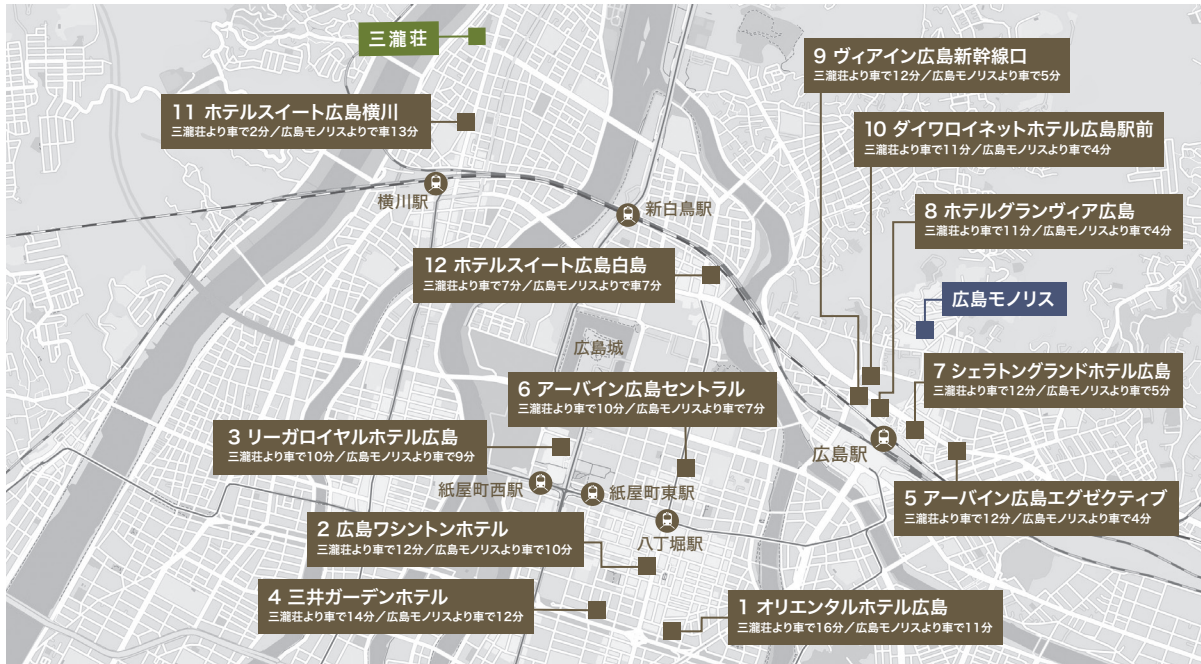 三瀧荘
9 ヴィアイン広島新幹線口
三瀧荘より車で12分／広島モノリスより車で5分
11 ホテルスイート広島横川
三瀧荘より車で2分／広島モノリスよりで車13分
10 ダイワロイネットホテル広島駅前
三瀧荘より車で11分／広島モノリスより車で4分
横川駅
新白島駅
8 ホテルグランヴィア広島
三瀧荘より車で11分／広島モノリスより車で4分
12 ホテルスイート広島白島
三瀧荘より車で7分／広島モノリスよりで車7分
広島モノリス
広島城
7 シェラトングランドホテル広島
三瀧荘より車で12分／広島モノリスより車で5分
6 アーバイン広島セントラル
三瀧荘より車で10分／広島モノリスより車で7分
3 リーガロイヤルホテル広島
三瀧荘より車で10分／広島モノリスより車で9分
広島駅
紙屋町西駅
紙屋町東駅
5 アーバイン広島エグゼクティブ
三瀧荘より車で12分／広島モノリスより車で4分
2 広島ワシントンホテル
三瀧荘より車で12分／広島モノリスより車で10分
八丁堀駅
4 三井ガーデンホテル
三瀧荘より車で14分／広島モノリスより車で12分
1 オリエンタルホテル広島
三瀧荘より車で16分／広島モノリスより車で11分